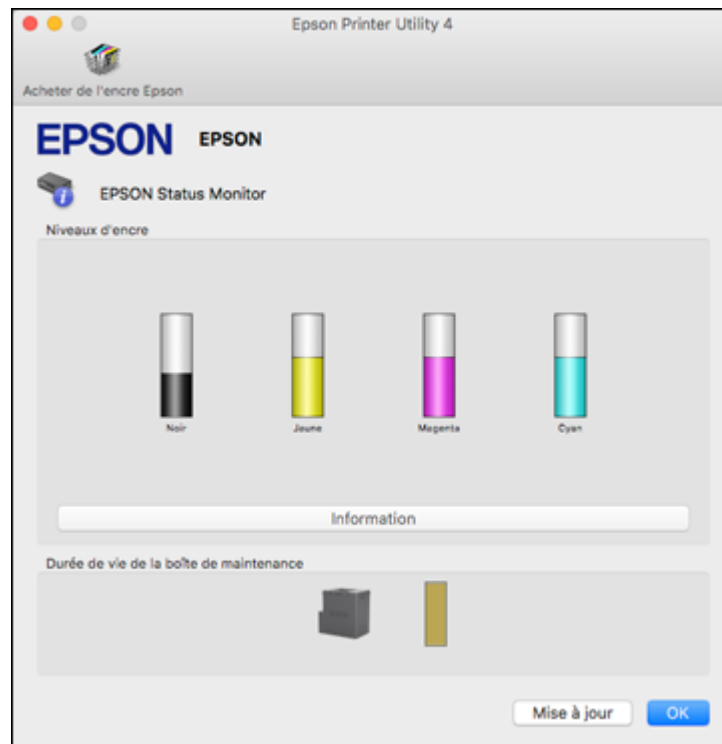 Epson Printer Utility 4
Acheter de l'encre Epson
EPSON EPSON
EPSON Status Monitor
Niveaux d'encre
Noir Jaune Magenta Cyan
Information
Durée de vie de la boîte de maintenance
Mise à jour OK